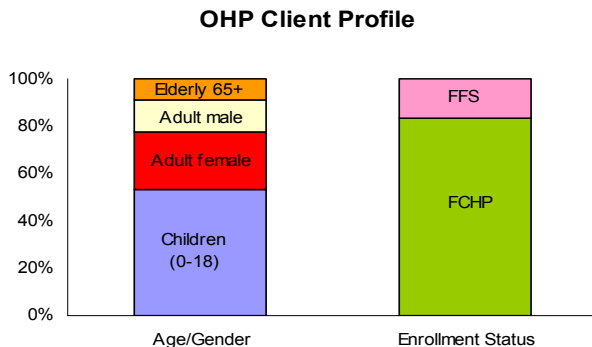 OHP Client Profile
100%
80%
60%
40%
20%
0%
Elderly 65+
Adult male
Adult female
Children
(0-18)
FFS
FCHP
Age/Gender
Enrollment Status